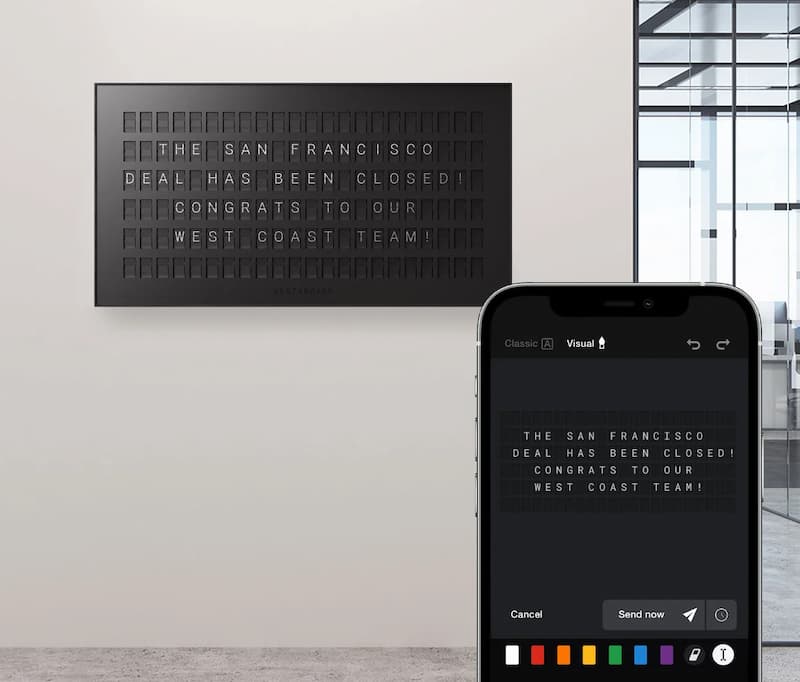 THE SAN FRANCISCO
DEAL HAS BEEN CLOSED!
CONGRATS TO OUR
WEST COAST TEAM!
VESTABOARD
Classic A Visual
THE SAN FRANCISCO
DEAL HAS BEEN CLOSED!
CONGRATS TO OUR
WEST COAST TEAM!
Cancel Send now